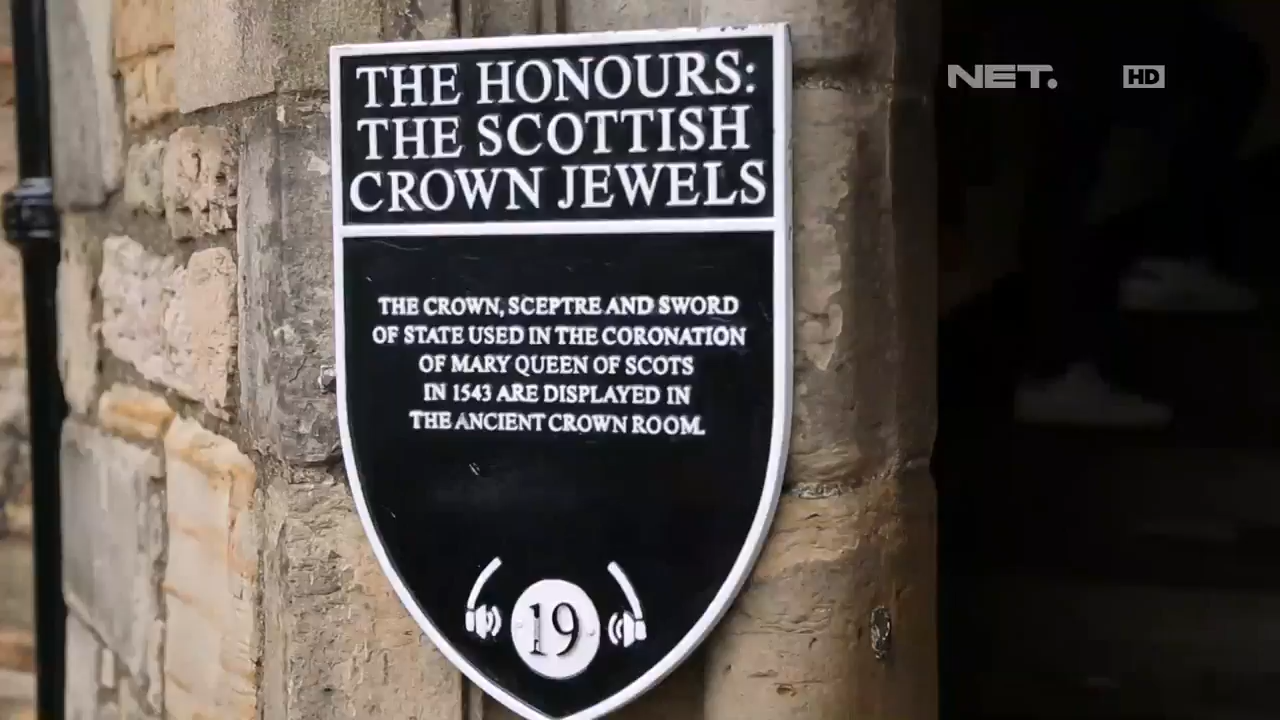 THE HONOURS:
THE SCOTTISH
CROWN JEWELS
THE CROWN, SCEPTRE AND SWORD
OF STATE USED IN THE CORONATION
OF MARY QUEEN OF SCOTS
IN 1543 ARE DISPLAYED IN
THE ANCIENT CROWN ROOM.
19
NET.
HD